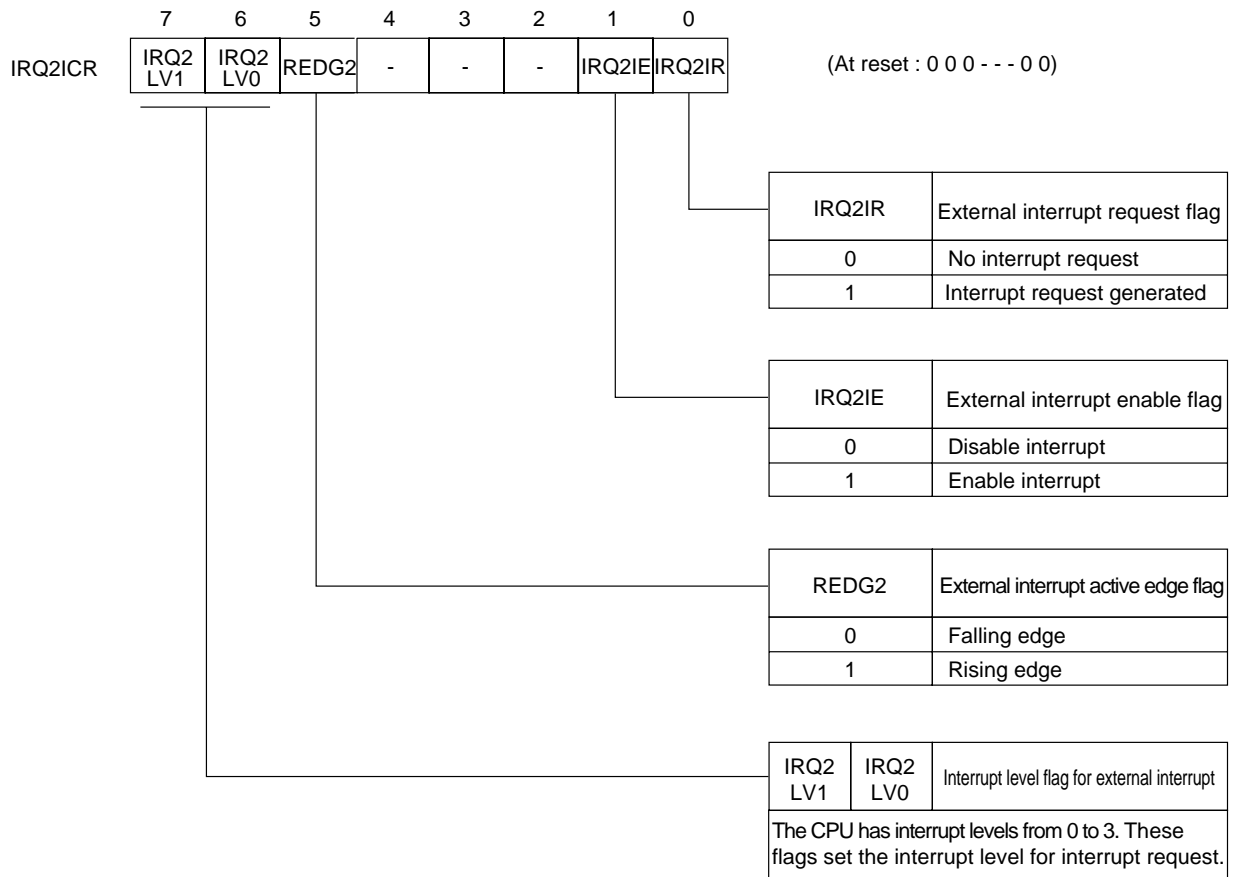 7 6 5 4 3 2 1 0
IRQ2ICR
IRQ2 LV1
IRQ2 LV0
REDG2
-
-
-
IRQ2IE
IRQ2IR
(At reset : 0 0 0 - - - 0 0)
IRQ2IR External interrupt request flag
0 No interrupt request
1 Interrupt request generated
IRQ2IE External interrupt enable flag
0 Disable interrupt
1 Enable interrupt
REDG2 External interrupt active edge flag
0 Falling edge
1 Rising edge
IRQ2 LV1
IRQ2 LV0
Interrupt level flag for external interrupt
The CPU has interrupt levels from 0 to 3. These
flags set the interrupt level for interrupt request.